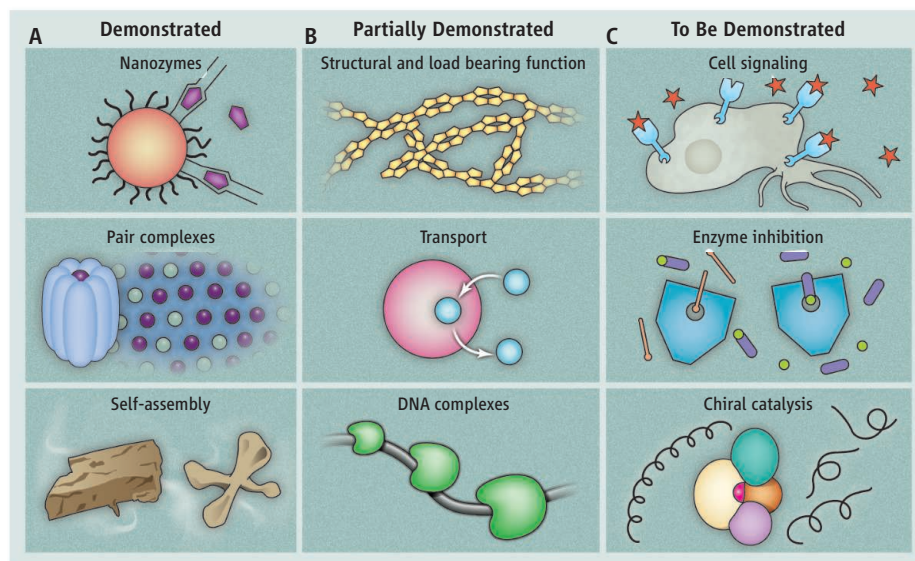 A Demonstrated
B Partially Demonstrated
C To Be Demonstrated
Nanozymes
Structural and load bearing function
Cell signaling
Pair complexes
Transport
Enzyme inhibition
Self-assembly
DNA complexes
Chiral catalysis